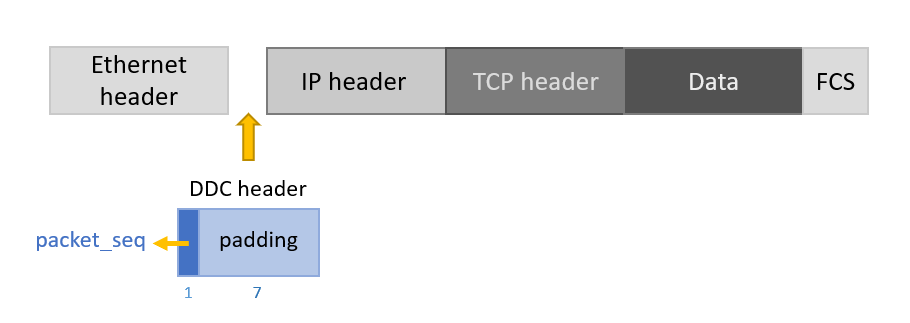 Ethernet
header
IP header
TCP header
Data
FCS
DDC header
packet_seq
padding
1
7